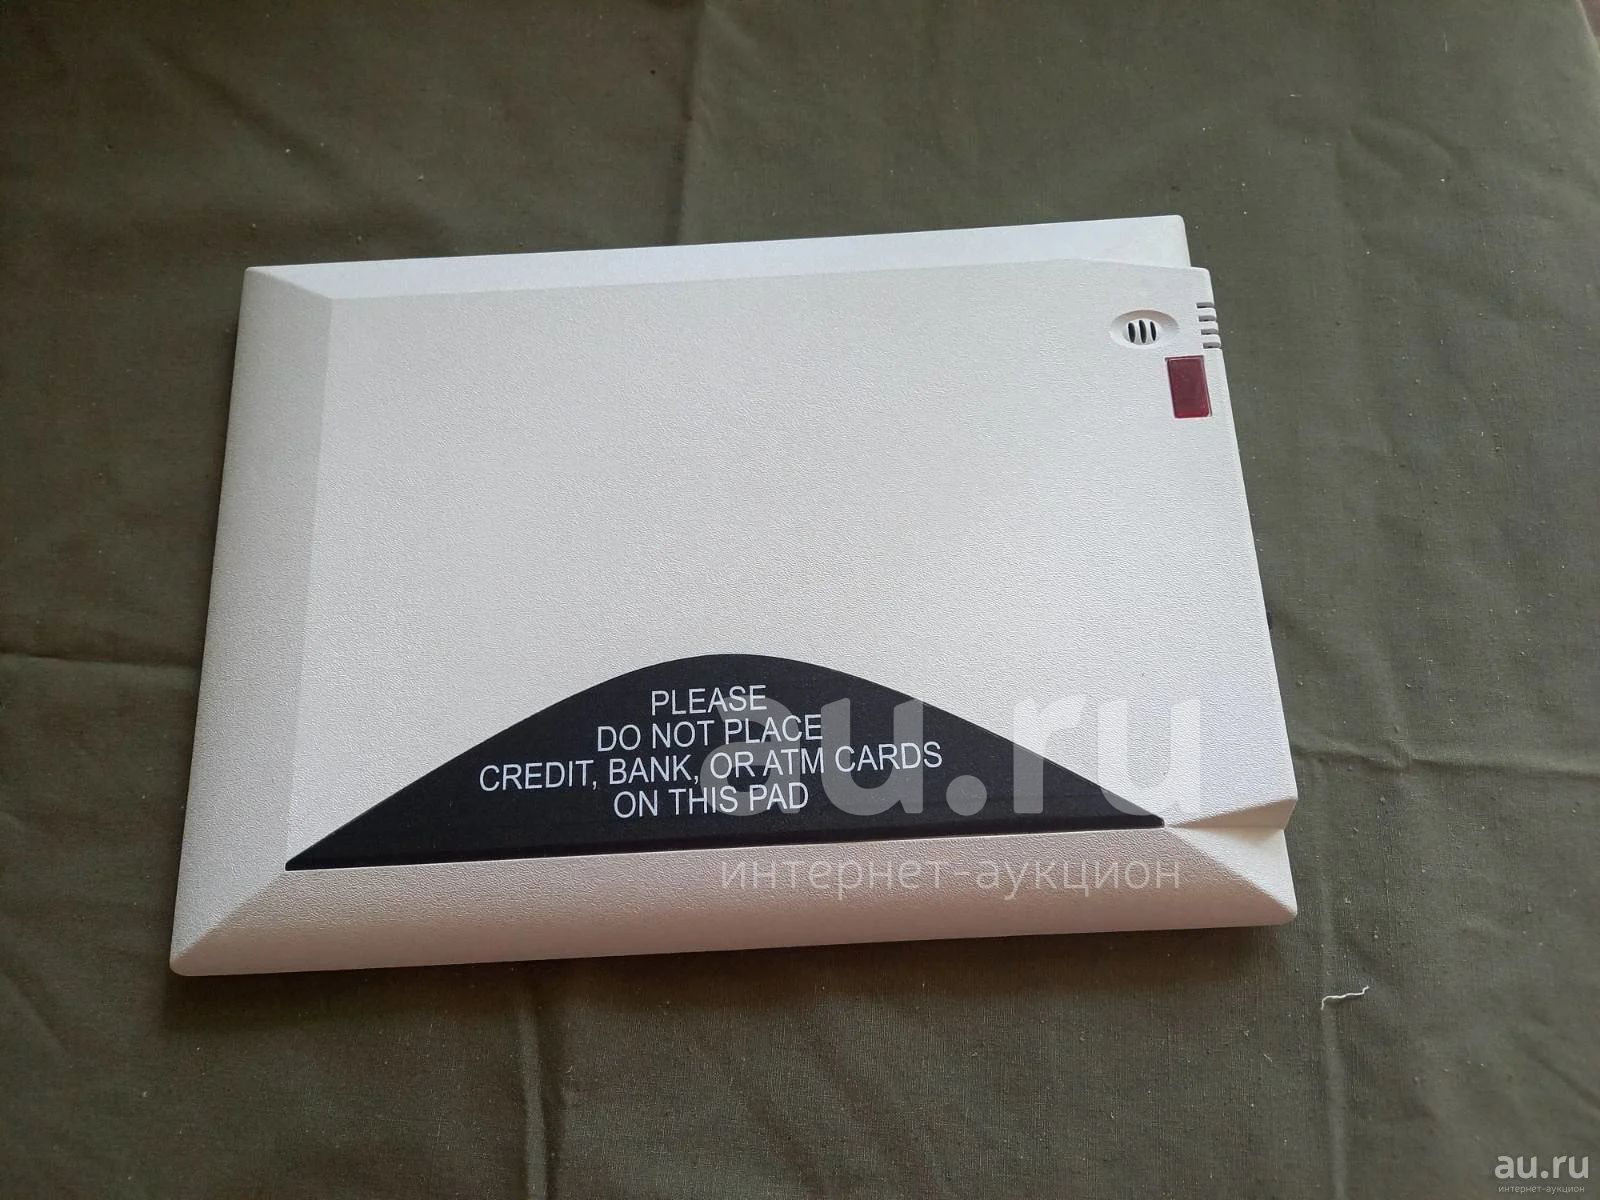 PLEASE
DO NOT PLACE
CREDIT, BANK, OR ATM CARDS
ON THIS PAD
au.ru
интернет-аукцион
au.ru
интернет-аукцион